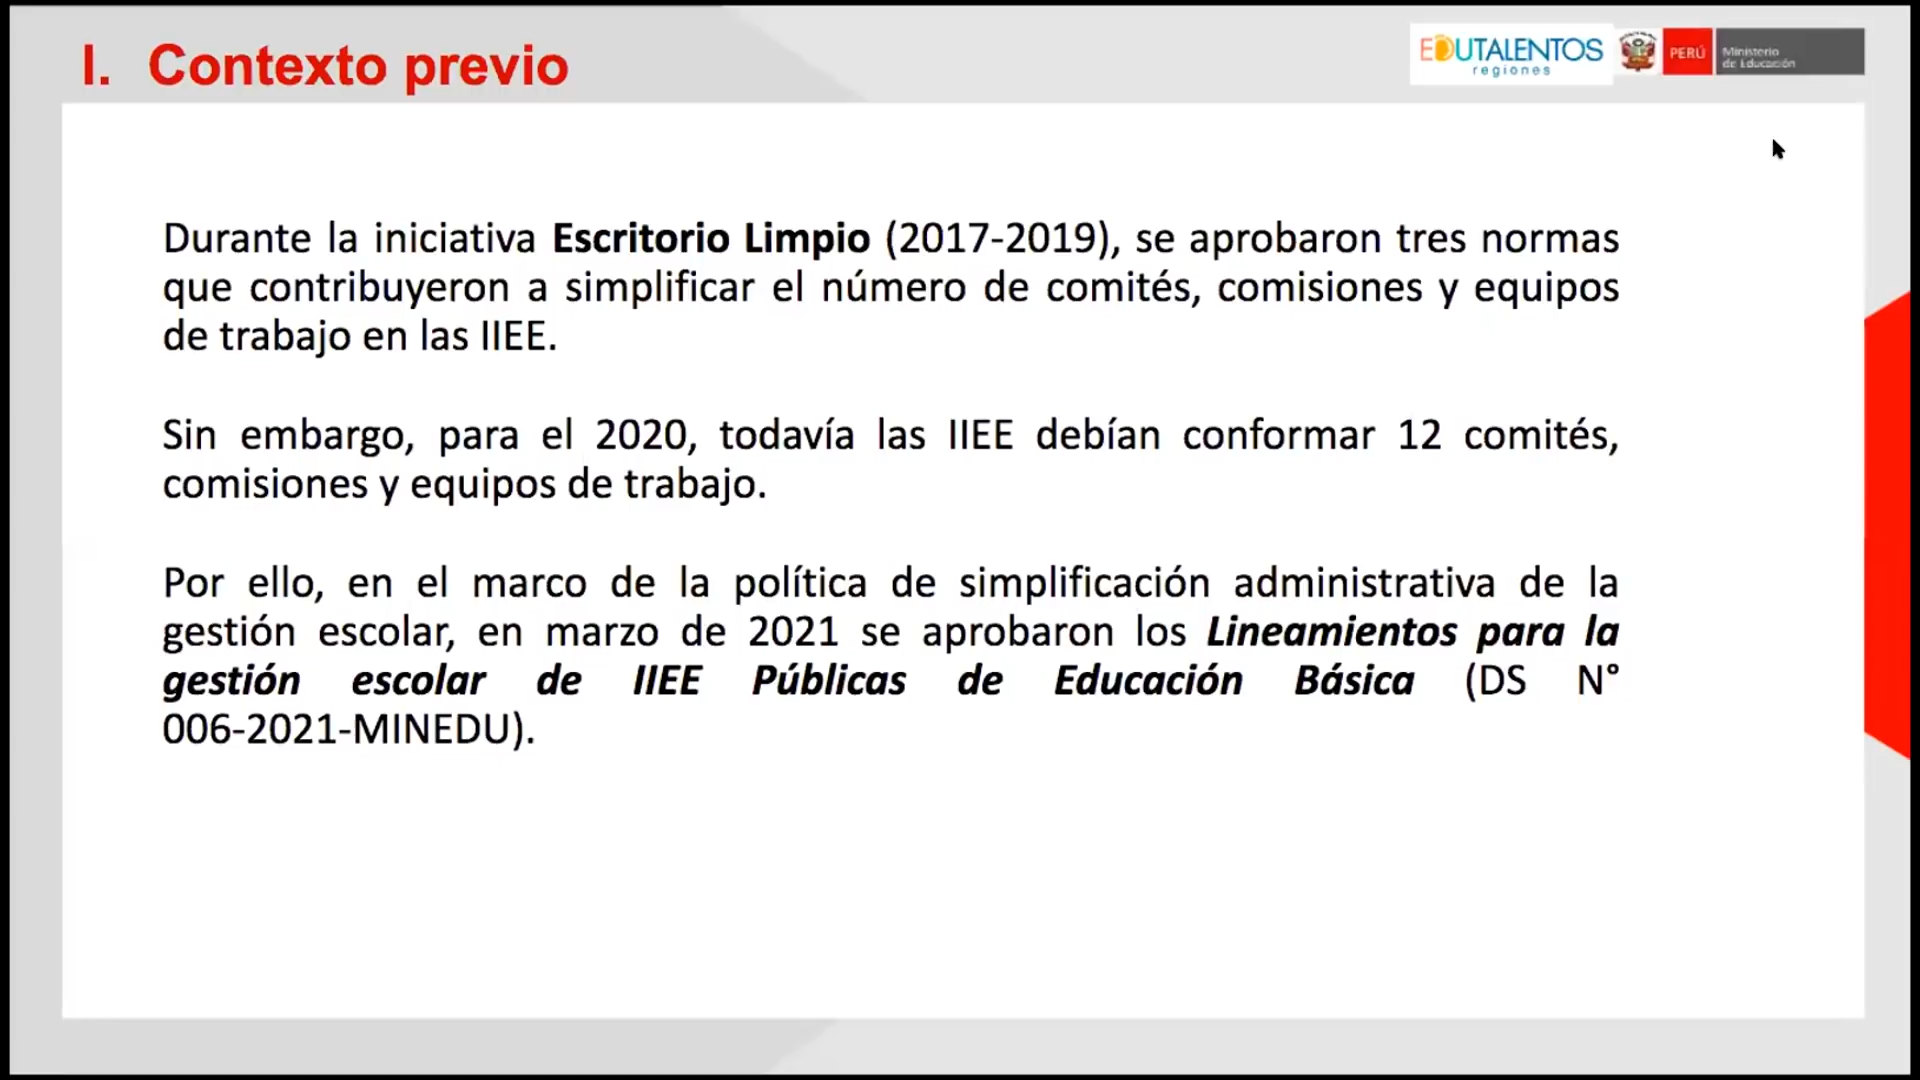 I. Contexto previo
EDUTALENTOS
regiones
PERÚ
Ministerio
de Educación
Durante la iniciativa Escritorio Limpio (2017-2019), se aprobaron tres normas
que contribuyeron a simplificar el número de comités, comisiones y equipos
de trabajo en las IIEE.
Sin embargo, para el 2020, todavía las IIEE debían conformar 12 comités,
comisiones y equipos de trabajo.
Por ello, en el marco de la política de simplificación administrativa de la
gestión escolar, en marzo de 2021 se aprobaron los Lineamientos para la
gestión escolar de IIEE Públicas de Educación Básica (DS N°
006-2021-MINEDU).